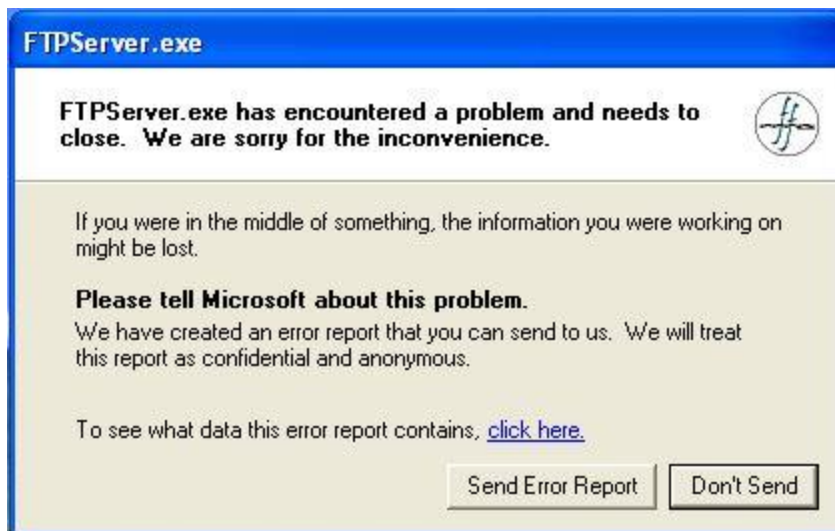 FTPServer.exe
FTPServer.exe has encountered a problem and needs to
close.  We are sorry for the inconvenience.
If you were in the middle of something, the information you were working on
might be lost.
Please tell Microsoft about this problem.
We have created an error report that you can send to us.  We will treat
this report as confidential and anonymous.
To see what data this error report contains, click here.
Send Error Report
Don't Send